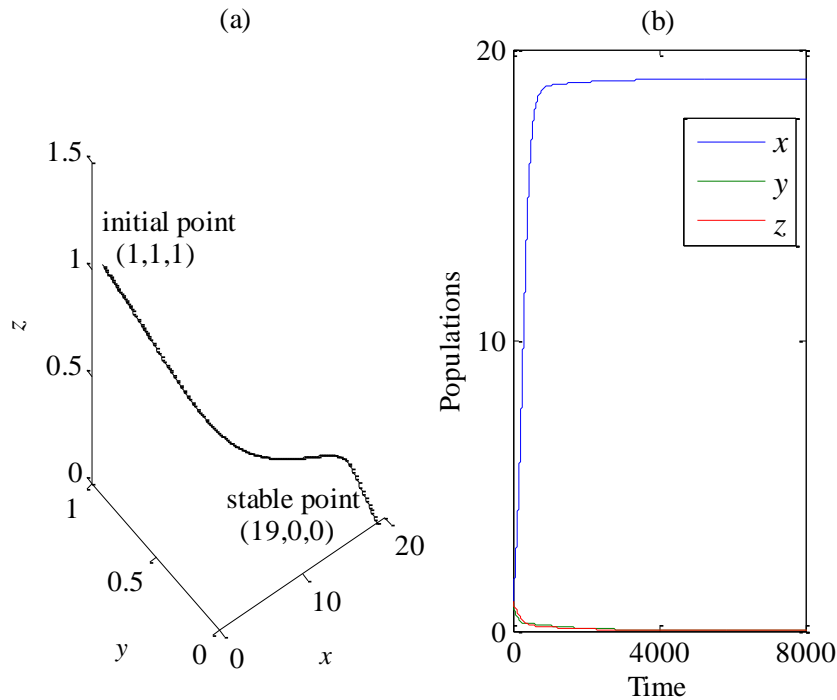 (a)
1.5
initial point
(1,1,1)
1
z
0.5
0
1
stable point
(19,0,0)
20
0.5
10
y
0
0
x
(b)
20
x
y
z
Populations
10
0
0
4000
8000
Time